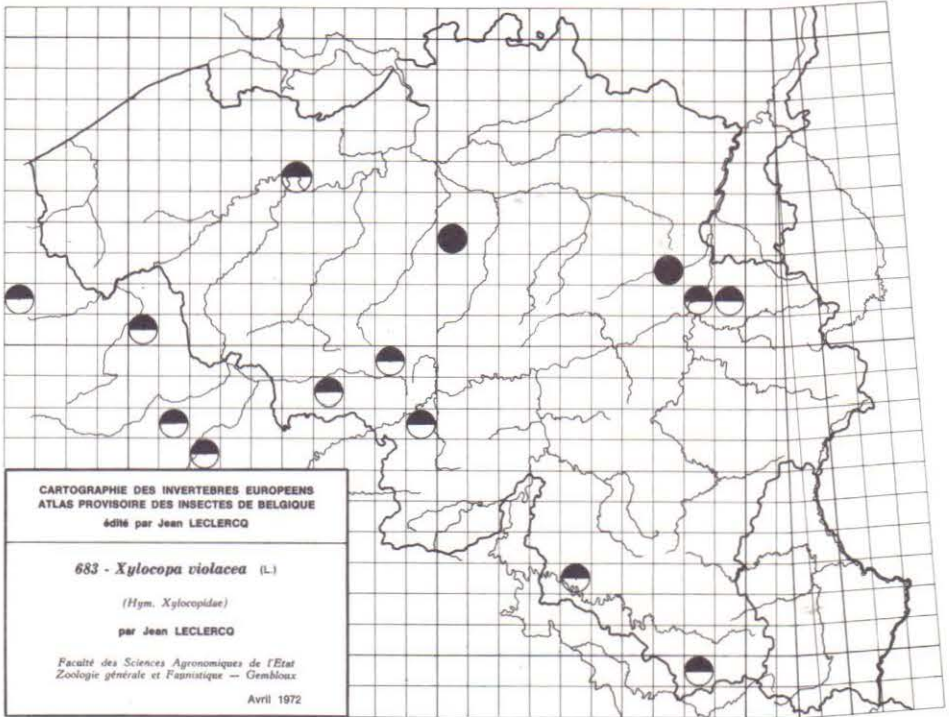 CARTOGRAPHIE DES INVERTEBRES EUROPEENS
ATLAS PROVISOIRE DES INSECTES DE BELGIQUE
édité par Jean LECLERCQ
683 - Xylocopa violacea (L.)
(Hym. Xylocopidae)
par Jean LECLERCQ
Faculté des Sciences Agronomiques de l'Etat
Zoologie générale et Faunistique — Gembloux
Avril 1972